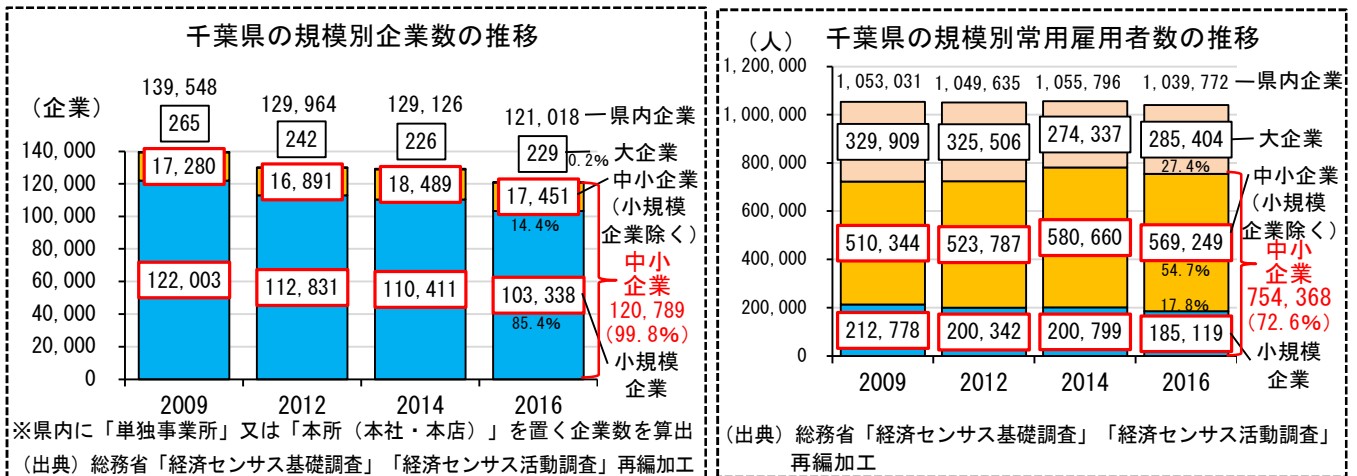 千葉県の規模別企業数の推移
（企業）
139,548
129,964
129,126
121,018
県内企業
265
242
226
229
0.2%
大企業
140,000
120,000
100,000
80,000
60,000
40,000
20,000
0
17,280
16,891
18,489
17,451
14.4%
中小企業
（小規模
企業除く）
122,003
112,831
110,411
103,338
85.4%
中小
企業
120,789
(99.8%)
小規模
企業
2009
2012
2014
2016
※県内に「単独事業所」又は「本所（本社・本店）」を置く企業数を算出
（出典）総務省「経済センサス基礎調査」「経済センサス活動調査」再編加工
千葉県の規模別常用雇用者数の推移
（人）
1,200,000
1,000,000
800,000
600,000
400,000
200,000
0
1,053,031
1,049,635
1,055,796
1,039,772
県内企業
329,909
325,506
274,337
285,404
27.4%
大企業
510,344
523,787
580,660
569,249
54.7%
中小企業
（小規模
企業除く）
212,778
200,342
200,799
185,119
17.8%
中小
企業
754,368
(72.6%)
小規模
企業
2009
2012
2014
2016
（出典）総務省「経済センサス基礎調査」「経済センサス活動調査」
再編加工